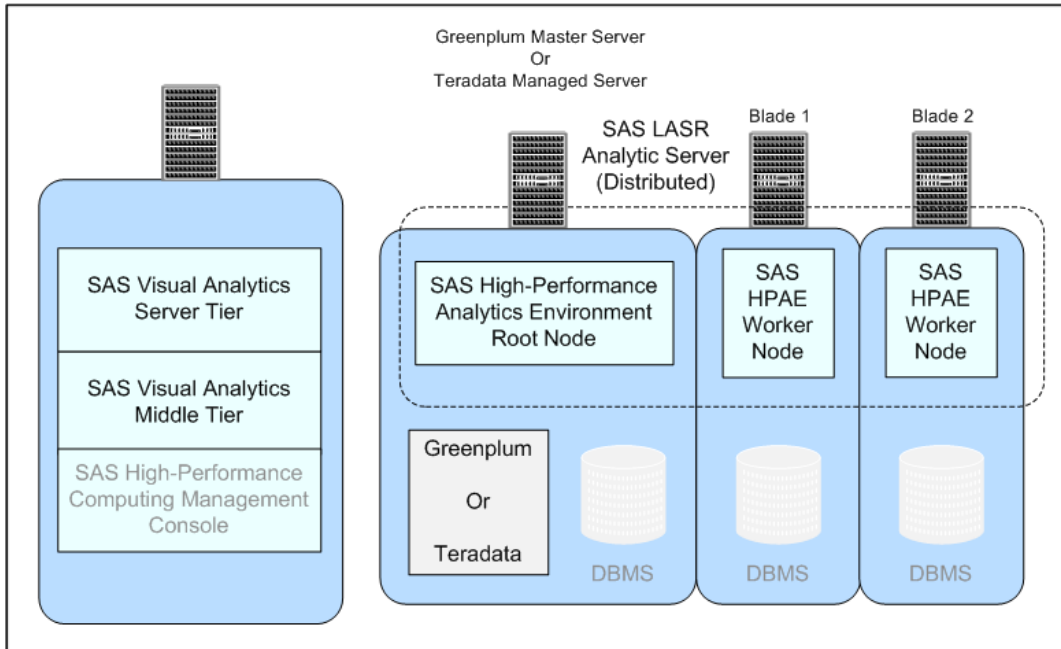 Greenplum Master Server
Or
Teradata Managed Server
SAS LASR
Analytic Server
(Distributed)
Blade 1
Blade 2
SAS Visual Analytics
Server Tier
SAS Visual Analytics
Middle Tier
SAS High-Performance
Computing Management
Console
SAS High-Performance
Analytics Environment
Root Node
SAS
HPAE
Worker
Node
SAS
HPAE
Worker
Node
Greenplum
Or
Teradata
DBMS
DBMS
DBMS